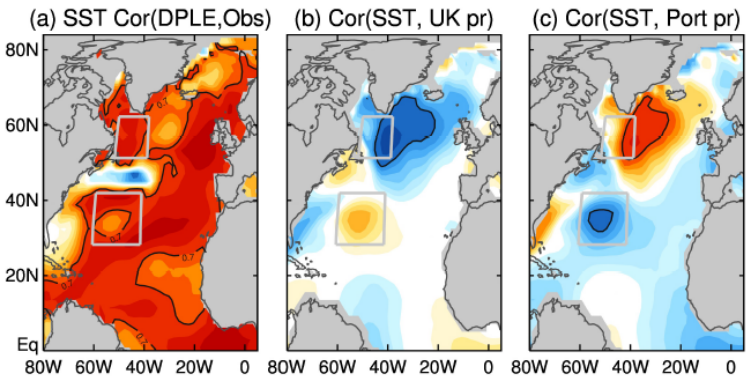 (a) SST Cor(DPLE,Obs)
(b) Cor(SST, UK pr)
(c) Cor(SST, Port pr)
80N
60N
40N
20N
Eq
0.7
0.7
0.7
0.7
80W 60W 40W 20W 0
80W 60W 40W 20W 0
80W 60W 40W 20W 0